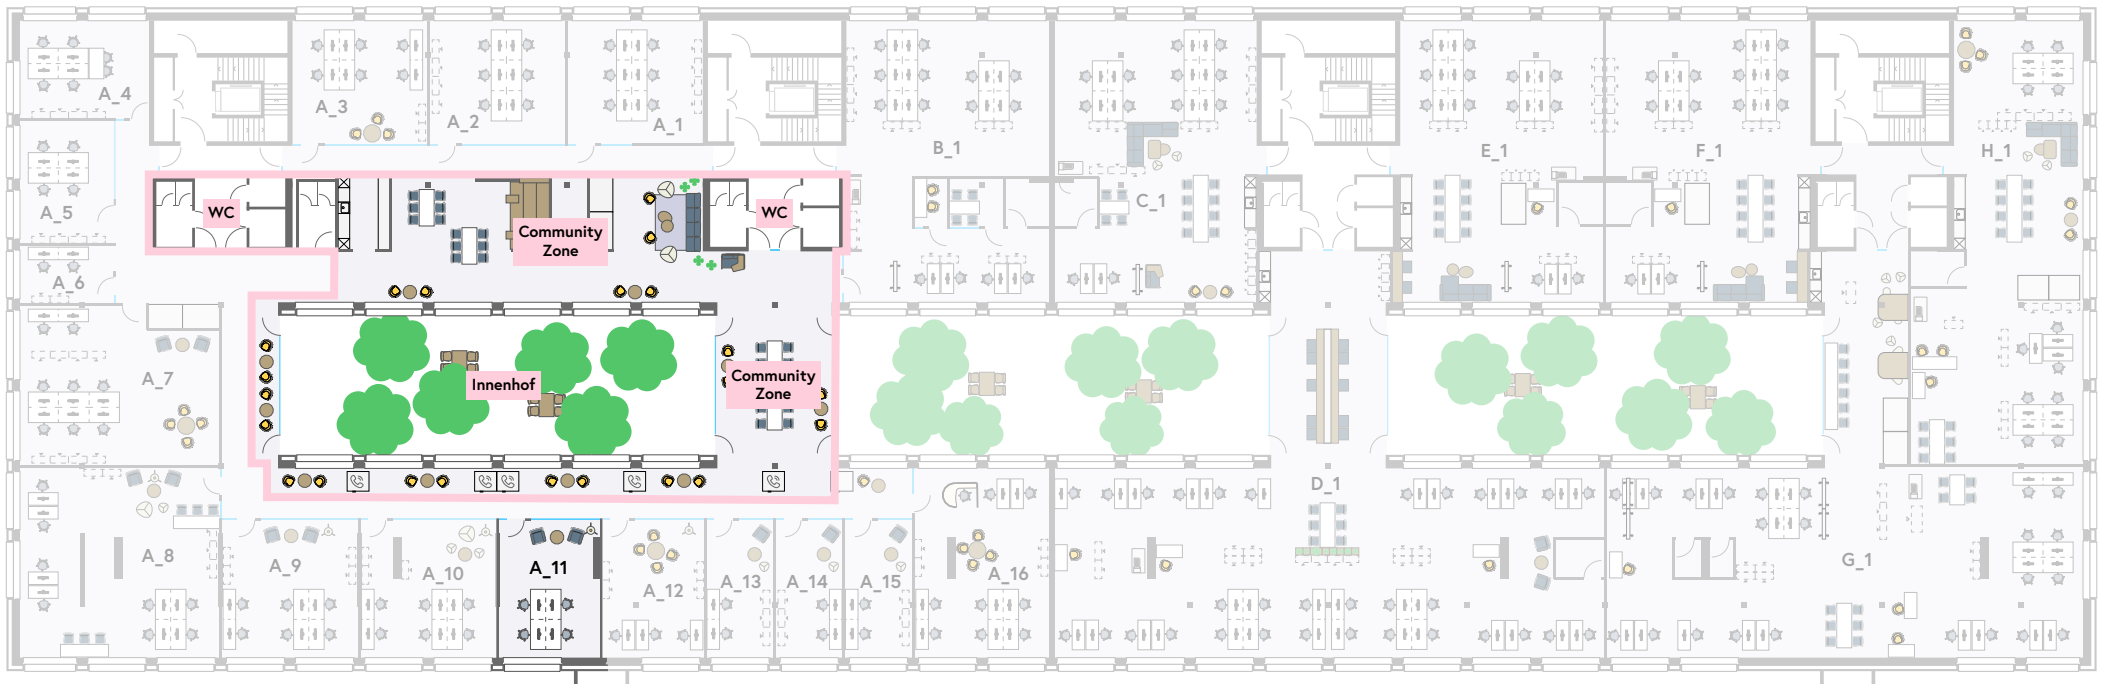 A_4
A_3
A_2
A_1
B_1
E_1
F_1
H_1
A_5
WC
WC
C_1
Community
Zone
A_6
A_7
Innenhof
Community
Zone
A_8
A_9
A_10
A_11
A_12
A_13
A_14
A_15
A_16
D_1
G_1